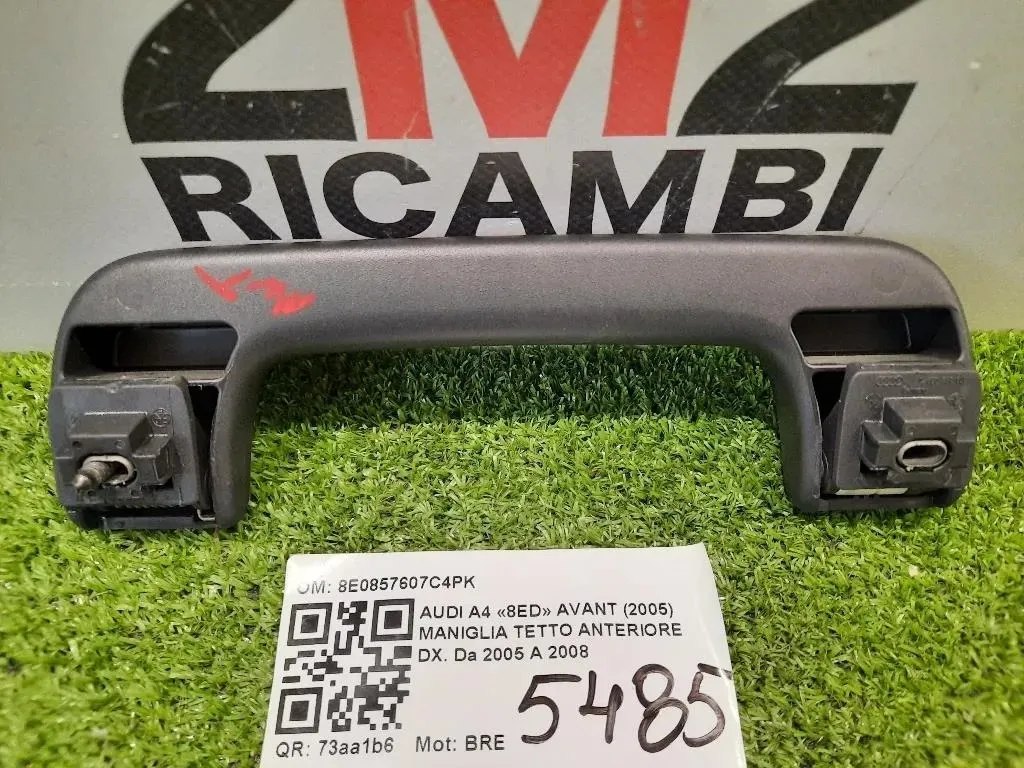 2M2
RICAMBI
OM: 8E0857607C4PK
AUDI A4 «8ED» AVANT (2005)
MANIGLIA TETTO ANTERIORE
DX. Da 2005 A 2008
5485
QR: 73aa1b6 Mot: BRE